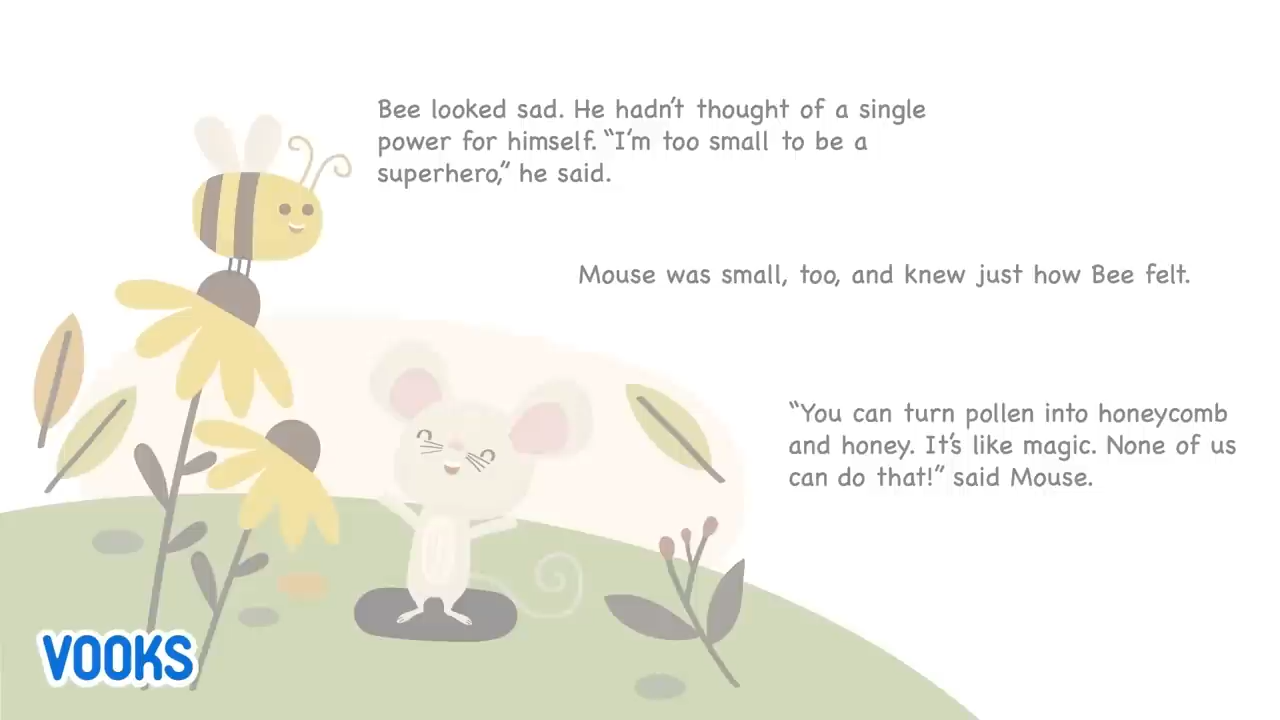 Bee looked sad. He hadn't thought of a single
power for himself. “I'm too small to be a
superhero,” he said.
Mouse was small, too, and knew just how Bee felt.
“You can turn pollen into honeycomb
and honey. It's like magic. None of us
can do that!” said Mouse.
VOOKS